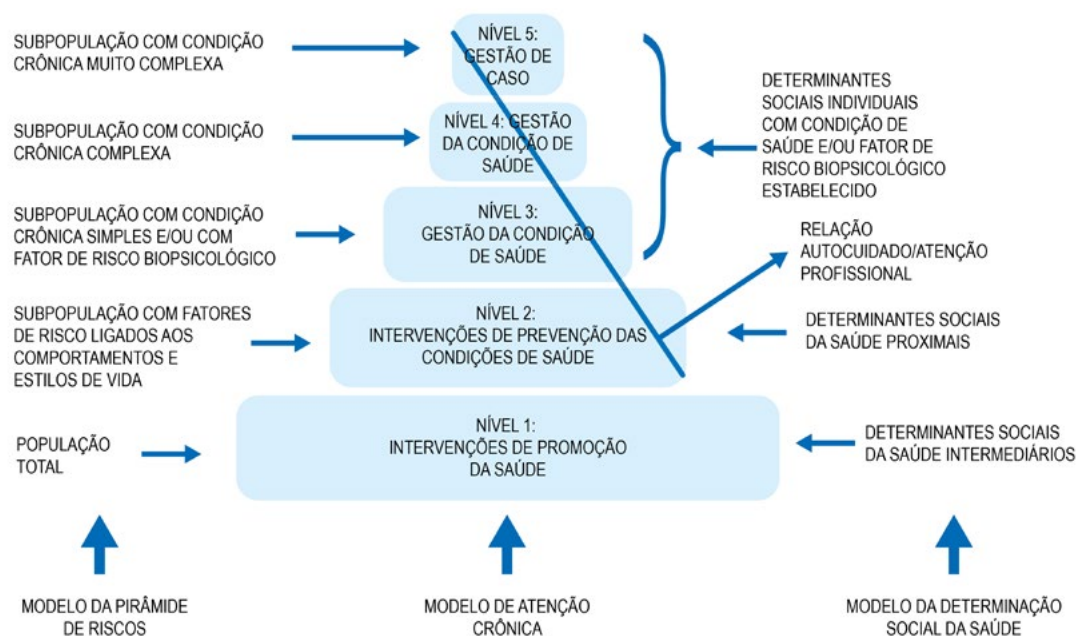 SUBPOPULAÇÃO COM CONDIÇÃO
CRÔNICA MUITO COMPLEXA
SUBPOPULAÇÃO COM CONDIÇÃO
CRÔNICA COMPLEXA
SUBPOPULAÇÃO COM CONDIÇÃO
CRÔNICA SIMPLES E/OU COM
FATOR DE RISCO BIOPSICOLÓGICO
SUBPOPULAÇÃO COM FATORES
DE RISCO LIGADOS AOS
COMPORTAMENTOS E
ESTILOS DE VIDA
POPULAÇÃO
TOTAL
MODELO DA PIRÂMIDE
DE RISCOS
NÍVEL 5:
GESTÃO DE
CASO
NÍVEL 4: GESTÃO
DA CONDIÇÃO DE
SAÚDE
NÍVEL 3:
GESTÃO DA CONDIÇÃO
DE SAÚDE
NÍVEL 2:
INTERVENÇÕES DE PREVENÇÃO DAS
CONDIÇÕES DE SAÚDE
NÍVEL 1:
INTERVENÇÕES DE PROMOÇÃO
DA SAÚDE
MODELO DE ATENÇÃO
CRÔNICA
DETERMINANTES
SOCIAIS INDIVIDUAIS
COM CONDIÇÃO DE
SAÚDE E/OU FATOR DE
RISCO BIOPSICOLÓGICO
ESTABELECIDO
RELAÇÃO
AUTOCUIDADO/ATENÇÃO
PROFISSIONAL
DETERMINANTES SOCIAIS
DA SAÚDE PROXIMAIS
DETERMINANTES SOCIAIS
DA SAÚDE INTERMEDIÁRIOS
MODELO DA DETERMINAÇÃO
SOCIAL DA SAÚDE